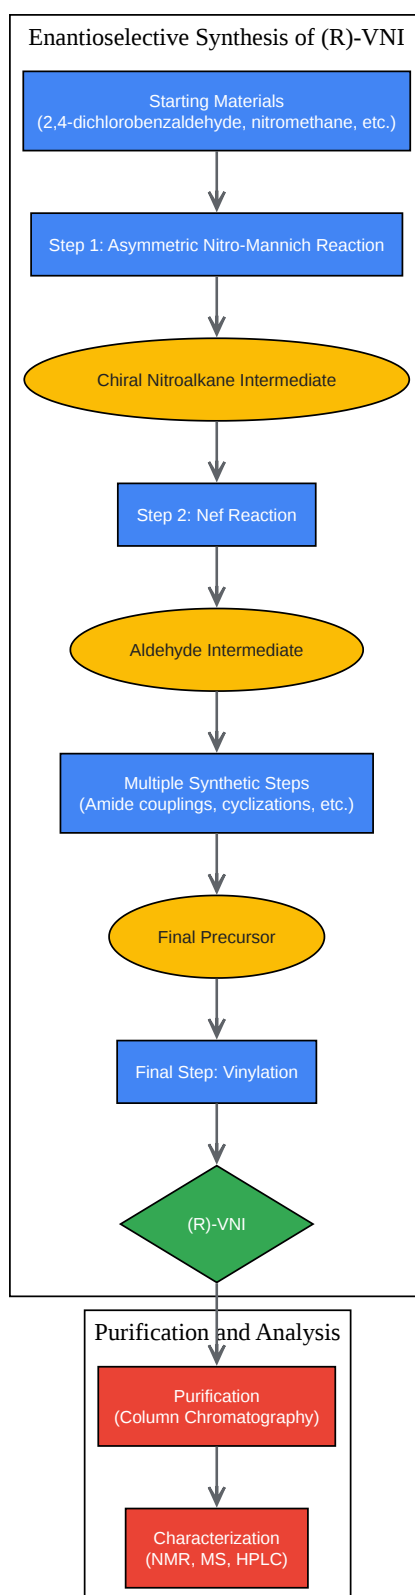 Enantioselective Synthesis of (R)-VNI
Starting Materials
(2,4-dichlorobenzaldehyde, nitromethane, etc.)
Step 1: Asymmetric Nitro-Mannich Reaction
Chiral Nitroalkane Intermediate
Step 2: Nef Reaction
Aldehyde Intermediate
Multiple Synthetic Steps
(Amide couplings, cyclizations, etc.)
Final Precursor
Final Step: Vinylation
(R)-VNI
Purification and Analysis
Purification
(Column Chromatography)
Characterization
(NMR, MS, HPLC)